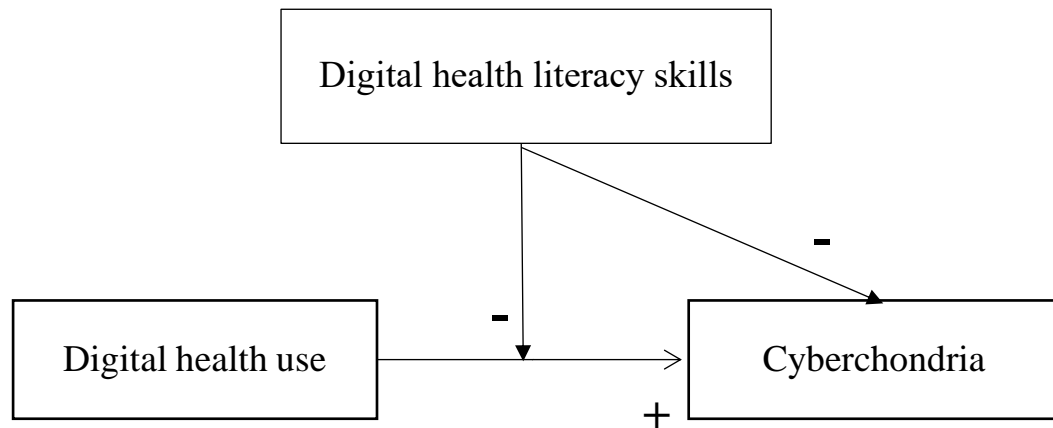 Digital health literacy skills
-
-
Digital health use
Cyberchondria
+